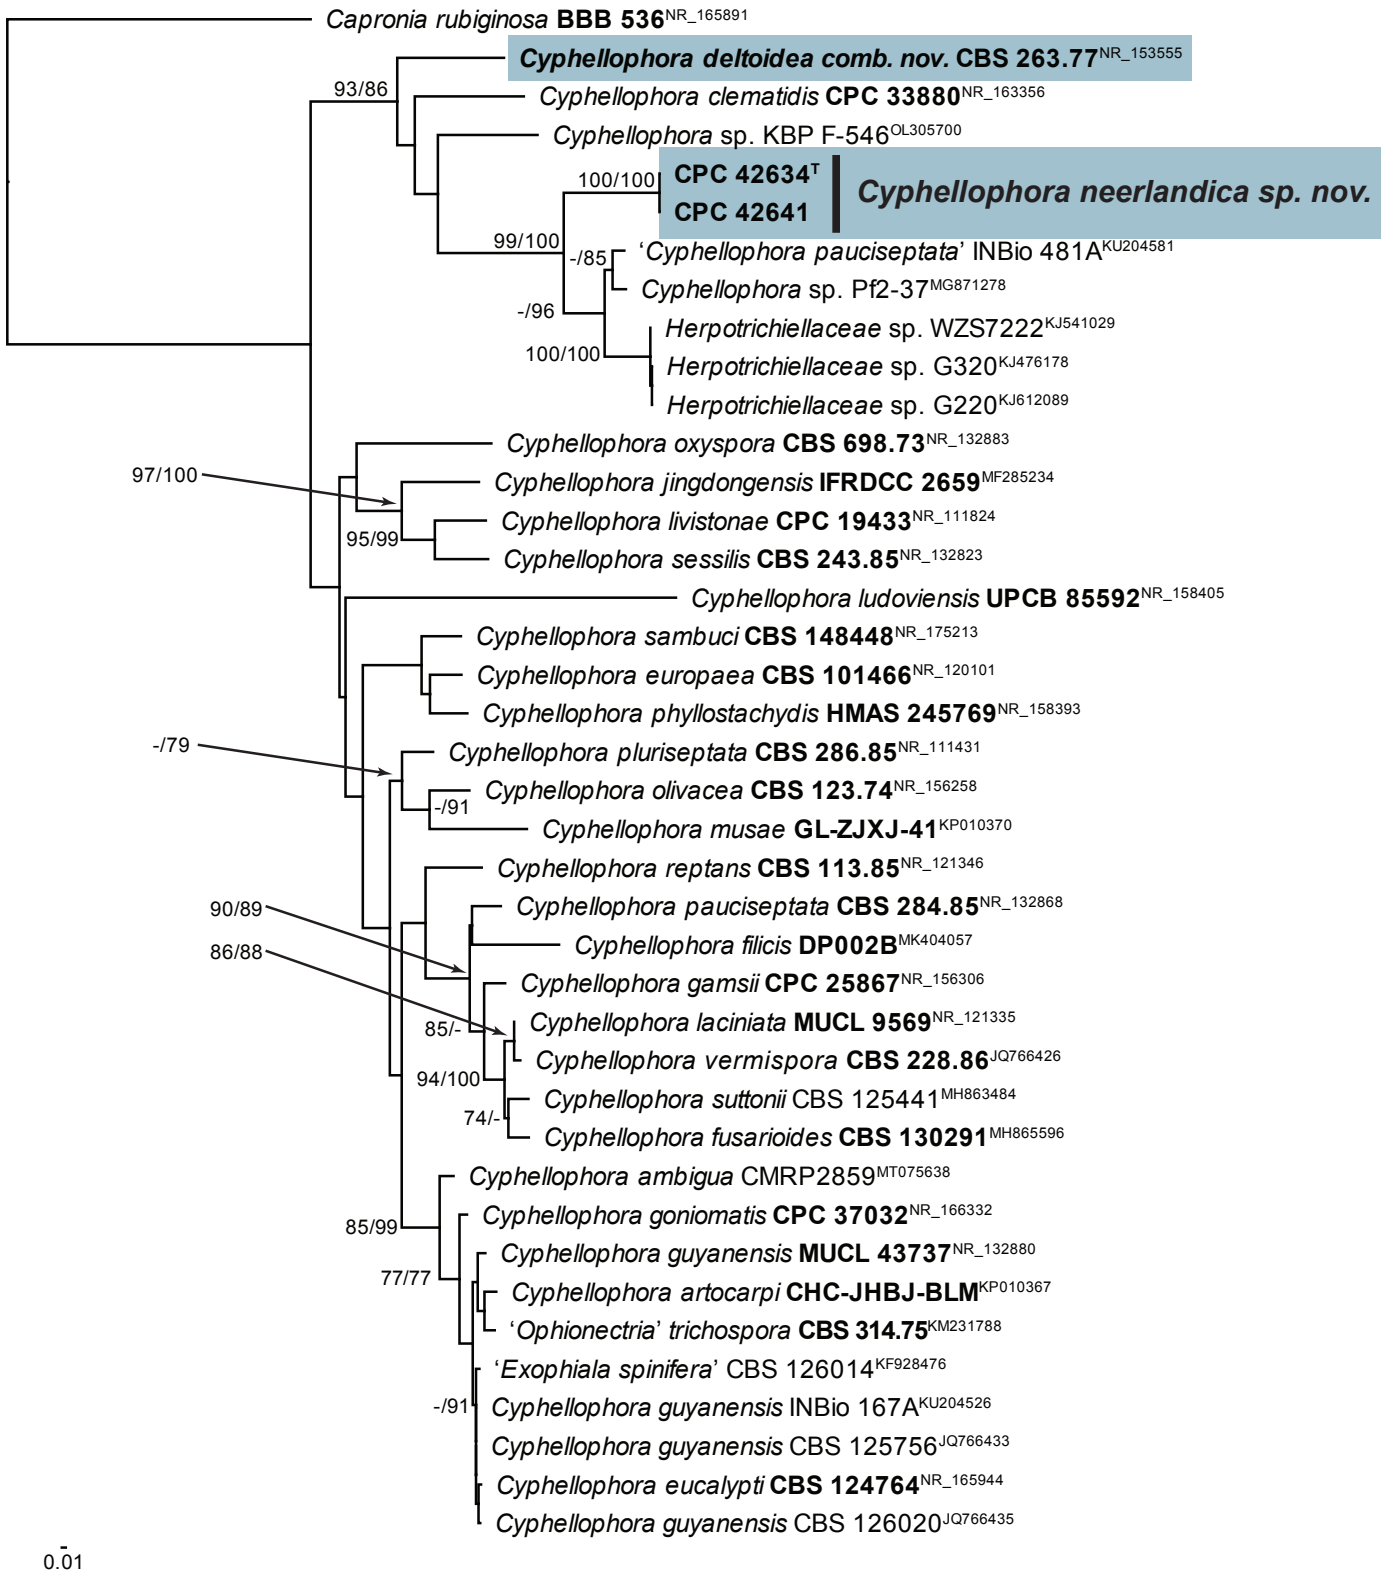 Capronia rubiginosa BBB 536NR_165891
Cyphellophora deltoidea comb. nov. CBS 263.77NR_153555
93/86
Cyphellophora clematidis CPC 33880NR_163356
Cyphellophora sp. KBP F-546OL305700
100/100
CPC 42634T
CPC 42641
Cyphellophora neerlandica sp. nov.
99/100
-/85
‘Cyphellophora pauciseptata’ INBio 481AKU204581
Cyphellophora sp. Pf2-37MG871278
-/96
Herpotrichiellaceae sp. WZS7222KJ541029
100/100
Herpotrichiellaceae sp. G320KJ476178
Herpotrichiellaceae sp. G220KJ612089
Cyphellophora oxyspora CBS 698.73NR_132883
97/100
Cyphellophora jingdongensis IFRDCC 2659MF285234
Cyphellophora livistonae CPC 19433NR_111824
95/99
Cyphellophora sessilis CBS 243.85NR_132823
Cyphellophora ludoviensis UPCB 85592NR_158405
Cyphellophora sambuci CBS 148448NR_175213
Cyphellophora europaea CBS 101466NR_120101
Cyphellophora phyllostachydis HMAS 245769NR_158393
-/79
Cyphellophora pluriseptata CBS 286.85NR_111431
Cyphellophora olivacea CBS 123.74NR_156258
-/91
Cyphellophora musae GL-ZJXJ-41KP010370
Cyphellophora reptans CBS 113.85NR_121346
90/89
Cyphellophora pauciseptata CBS 284.85NR_132868
86/88
Cyphellophora filicis DP002BMK404057
Cyphellophora gamsii CPC 25867NR_156306
85/-
Cyphellophora laciniata MUCL 9569NR_121335
Cyphellophora vermispora CBS 228.86JQ766426
94/100
Cyphellophora suttonii CBS 125441MH863484
74/-
Cyphellophora fusarioides CBS 130291MH865596
Cyphellophora ambigua CMRP2859MT075638
85/99
Cyphellophora goniomatis CPC 37032NR_166332
Cyphellophora guyanensis MUCL 43737NR_132880
77/77
Cyphellophora artocarpi CHC-JHBJ-BLMKP010367
‘Ophionectria’ trichospora CBS 314.75KM231788
‘Exophiala spinifera’ CBS 126014KF928476
-/91
Cyphellophora guyanensis INBio 167AKU204526
Cyphellophora guyanensis CBS 125756JQ766433
Cyphellophora eucalypti CBS 124764NR_165944
Cyphellophora guyanensis CBS 126020JQ766435
0.01